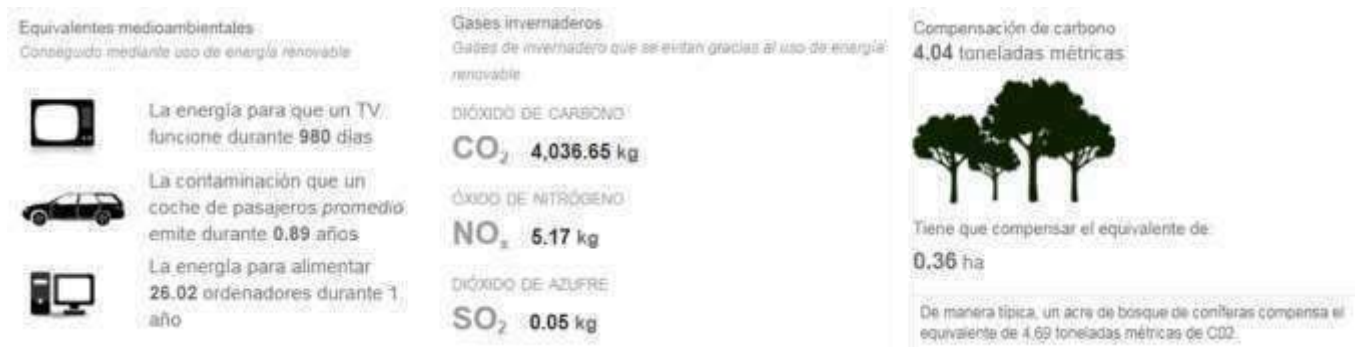 Equivalentes medioambientales
Conseguido mediante uso de energía renovable
La energía para que un TV
funcione durante 980 días
La contaminación que un
coche de pasajeros promedio
emite durante 0.89 años
La energía para alimentar
26.02 ordenadores durante 1
año
Gases invernaderos
Gases de invernadero que se evitan gracias al uso de energía
renovable
DIÓXIDO DE CARBONO
CO₂ 4,036.65 kg
ÓXIDO DE NITRÓGENO
NOₓ 5.17 kg
DIÓXIDO DE AZUFRE
SO₂ 0.05 kg
Compensación de carbono
4.04 toneladas métricas
Tiene que compensar el equivalente de:
0.36 ha
De manera típica, un acre de bosque de coníferas compensa el
equivalente de 4.69 toneladas métricas de C02.